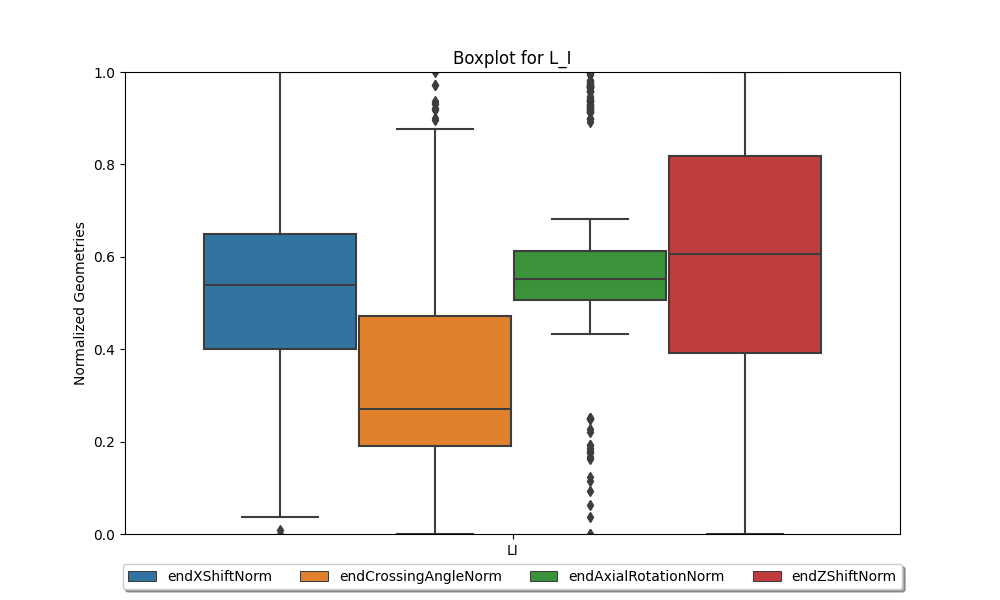 Boxplot for L_I
Normalized Geometries
1.0
0.8
0.6
0.4
0.2
0.0
LI
endXShiftNorm endCrossingAngleNorm endAxialRotationNorm endZShiftNorm